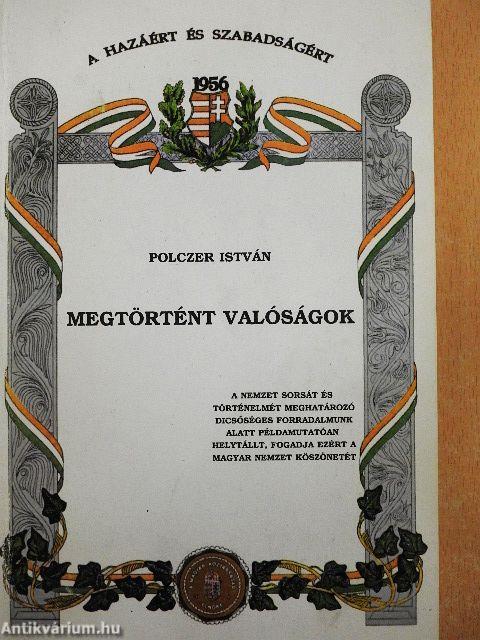 A HAZÁÉRT ÉS SZABADSÁGÉRT
1956
POLCZER ISTVÁN
MEGTÖRTÉNT VALÓSÁGOK
A NEMZET SORSÁT ÉS
TÖRTÉNELMÉT MEGHATÁROZÓ
DICSŐSÉGES FORRADALMUNK
ALATT PÉLDAMUTATÓAN
HELYTÁLLT, FOGADJA EZÉRT A
MAGYAR NEMZET KÖSZÖNETÉT
Antikvárium.hu